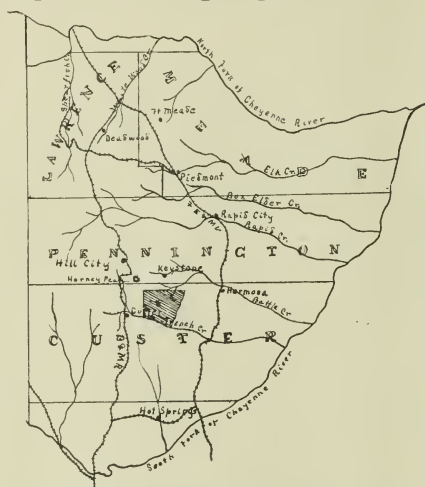 North Fork of Cheyenne River
LAWRENCE
MEADE
Ft Meade
Deadwood
Elk Cr.
Piedmont
Box Elder Cr.
Rapid City
Rapid Cr.
PENNINGTON
Hill City
Keystone
Harney Peak
Hermosa
Battle Cr.
Custer
French Cr.
CUSTER
B&MR
Hot Springs
South Fork of Cheyenne River